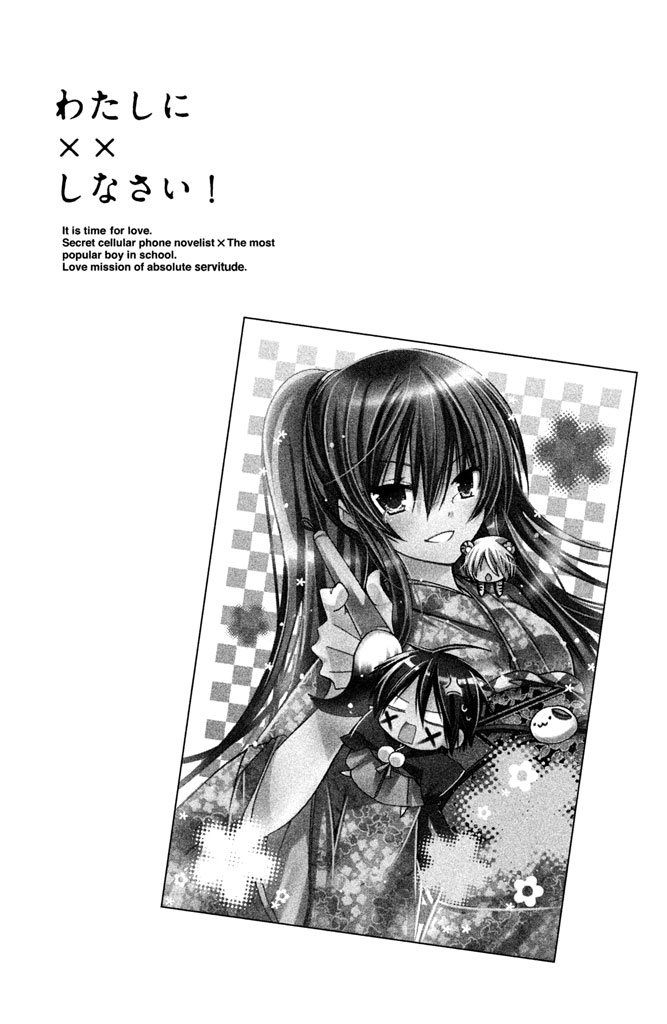 わたしに
××
しなさい！
It is time for love.
Secret cellular phone novelist×The most
popular boy in school.
Love mission of absolute servitude.